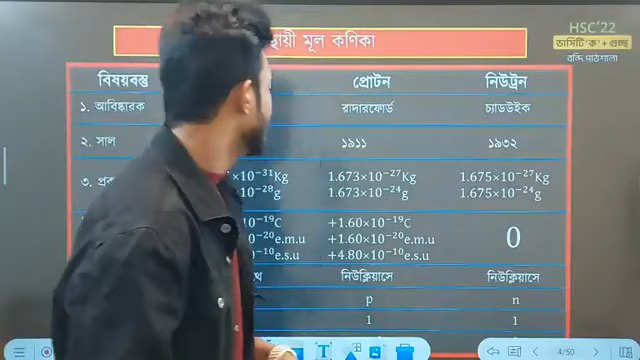 স্থায়ী মূল কণিকা
HSC'22
ভার্সিটি 'ক' + গুচ্ছ
বন্দি পাঠশালা
বিষয়বস্তু প্রোটন নিউট্রন
১. আবিষ্কারক রাদারফোর্ড চ্যাডউইক
২. সাল ১৯১১ ১৯৩২
৩. ×10⁻³¹Kg 1.673×10⁻²⁷Kg 1.675×10⁻²⁷Kg
10⁻²⁸g 1.673×10⁻²⁴g 1.675×10⁻²⁴g
10⁻¹⁹C +1.60×10⁻¹⁹C
10⁻²⁰e.m.u +1.60×10⁻²⁰e.m.u 0
10⁻¹⁰e.s.u +4.80×10⁻¹⁰e.s.u
নিউক্লিয়াসে নিউক্লিয়াসে
p n
1 1
T 4/50